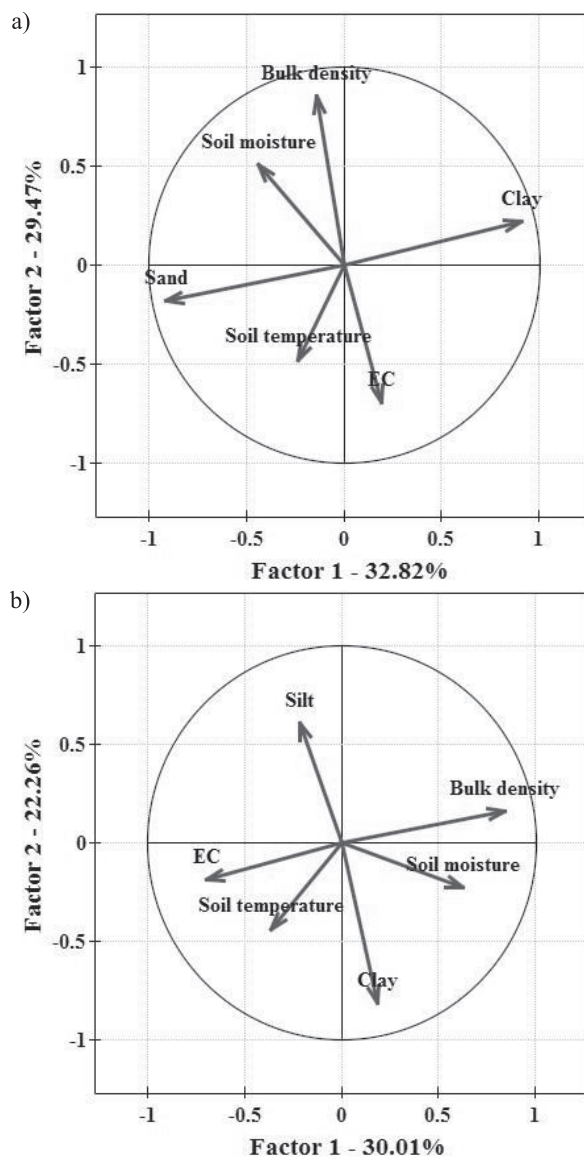 a)
1
Bulk density
Soil moisture
0.5
Clay
0
Sand
Soil temperature
EC
-0.5
-1
Factor 2 - 29.47%
-1 -0.5 0 0.5 1
Factor 1 - 32.82%
b)
1
Silt
0.5
Bulk density
0
EC
Soil moisture
Soil temperature
-0.5
Clay
-1
Factor 2 - 22.26%
-1 -0.5 0 0.5 1
Factor 1 - 30.01%